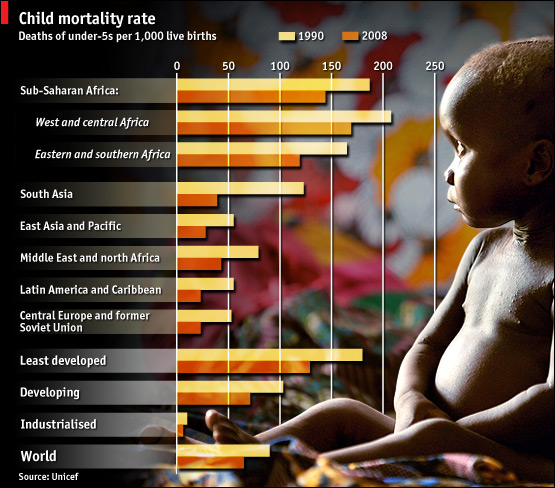 Child mortality rate
Deaths of under-5s per 1,000 live births
1990 2008
0 50 100 150 200 250
Sub-Saharan Africa:
West and central Africa
Eastern and southern Africa
South Asia
East Asia and Pacific
Middle East and north Africa
Latin America and Caribbean
Central Europe and former
Soviet Union
Least developed
Developing
Industrialised
World
Source: Unicef